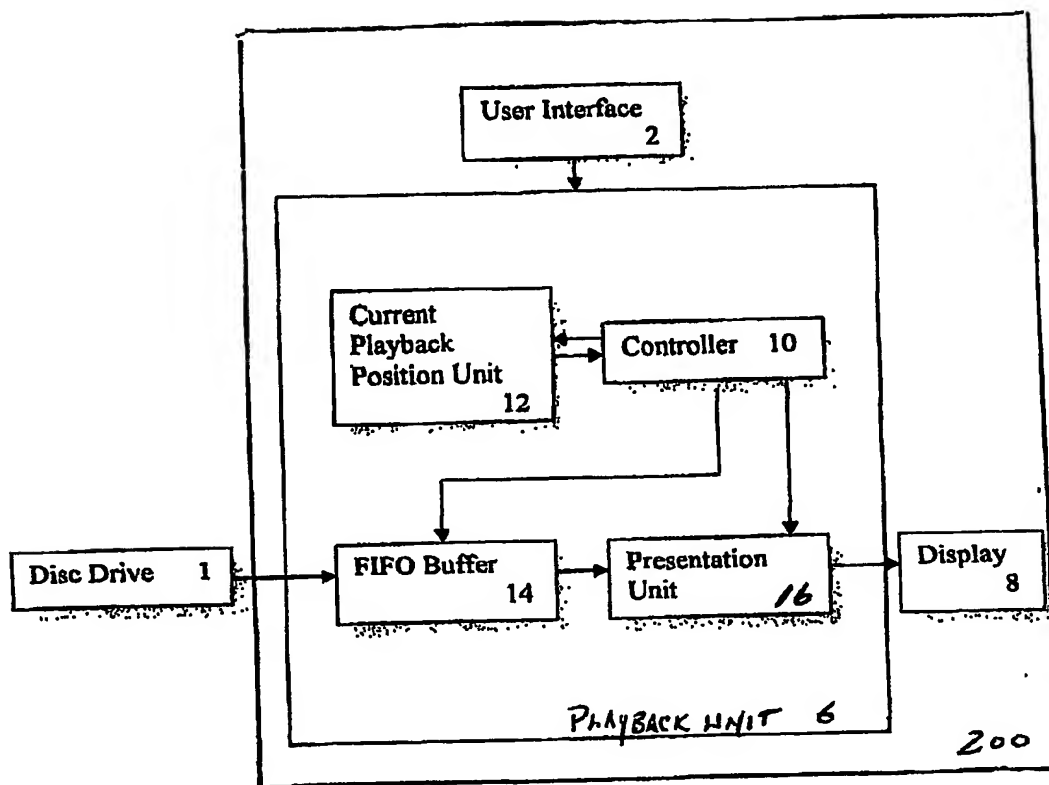 User Interface
2
Current
Playback
Position Unit
12
Controller 10
Disc Drive 1
FIFO Buffer
14
Presentation
Unit 16
Display
8
PLAYBACK UNIT 6
200